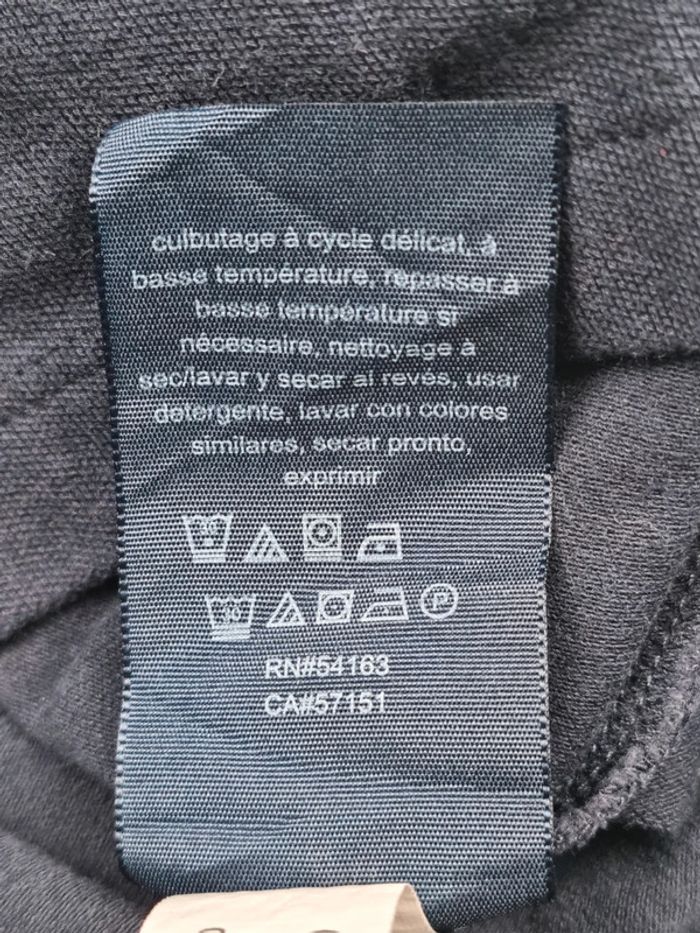 culbutage à cycle délicat, à
basse température, repasser à
basse température si
nécessaire, nettoyage à
sec/lavar y secar al revés, usar
detergente, lavar con colores
similares, secar pronto,
exprimir
P
RN#54163
CA#57151